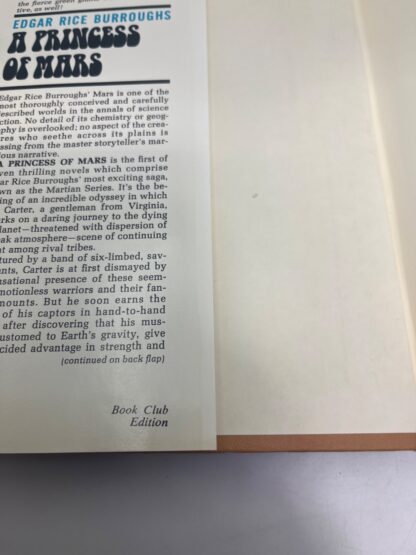 the fierce green giants
tive, as well!
EDGAR RICE BURROUGHS
A PRINCESS
OF MARS
Edgar Rice Burroughs' Mars is one of the
most thoroughly conceived and carefully
described worlds in the annals of science
ction. No detail of its chemistry or geog-
phy is overlooked; no aspect of the crea-
res who seethe across its plains is
ssing from the master storyteller's mar-
ious narrative.
A PRINCESS OF MARS is the first of
ven thrilling novels which comprise
ar Rice Burroughs' most exciting saga,
wn as the Martian Series. It's the be-
ing of an incredible odyssey in which
Carter, a gentleman from Virginia,
rks on a daring journey to the dying
lanet—threatened with dispersion of
eak atmosphere—scene of continuing
at among rival tribes.
tured by a band of six-limbed, sav-
nts, Carter is at first dismayed by
nsational presence of these seem-
motionless warriors and their fan-
mounts. But he soon earns the
of his captors in hand-to-hand
after discovering that his mus-
ustomed to Earth's gravity, give
cided advantage in strength and
(continued on back flap)
Book Club
Edition